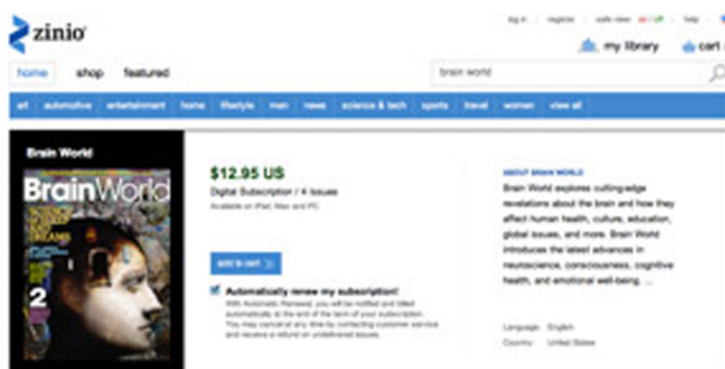 zinio
log in register safe view on / off help
my library cart
home shop featured
brain world
art automotive entertainment home lifestyle men news science & tech sports travel women view all
Brain World
BrainWorld
DREAMS
2
$12.95 US
Digital Subscription / 4 Issues
Available on iPad, Mac and PC
add to cart
Automatically renew my subscription!
With Automatic Renewal, you will be notified and billed
automatically at the end of the term of your subscription.
You may cancel at any time by contacting customer service
and receive a refund on undelivered issues.
ABOUT BRAIN WORLD
Brain World explores cutting-edge
revelations about the brain and how they
affect human health, culture, education,
global issues, and more. Brain World
introduces the latest advances in
neuroscience, consciousness, cognitive
health, and emotional well-being. ...
Language: English
Country: United States